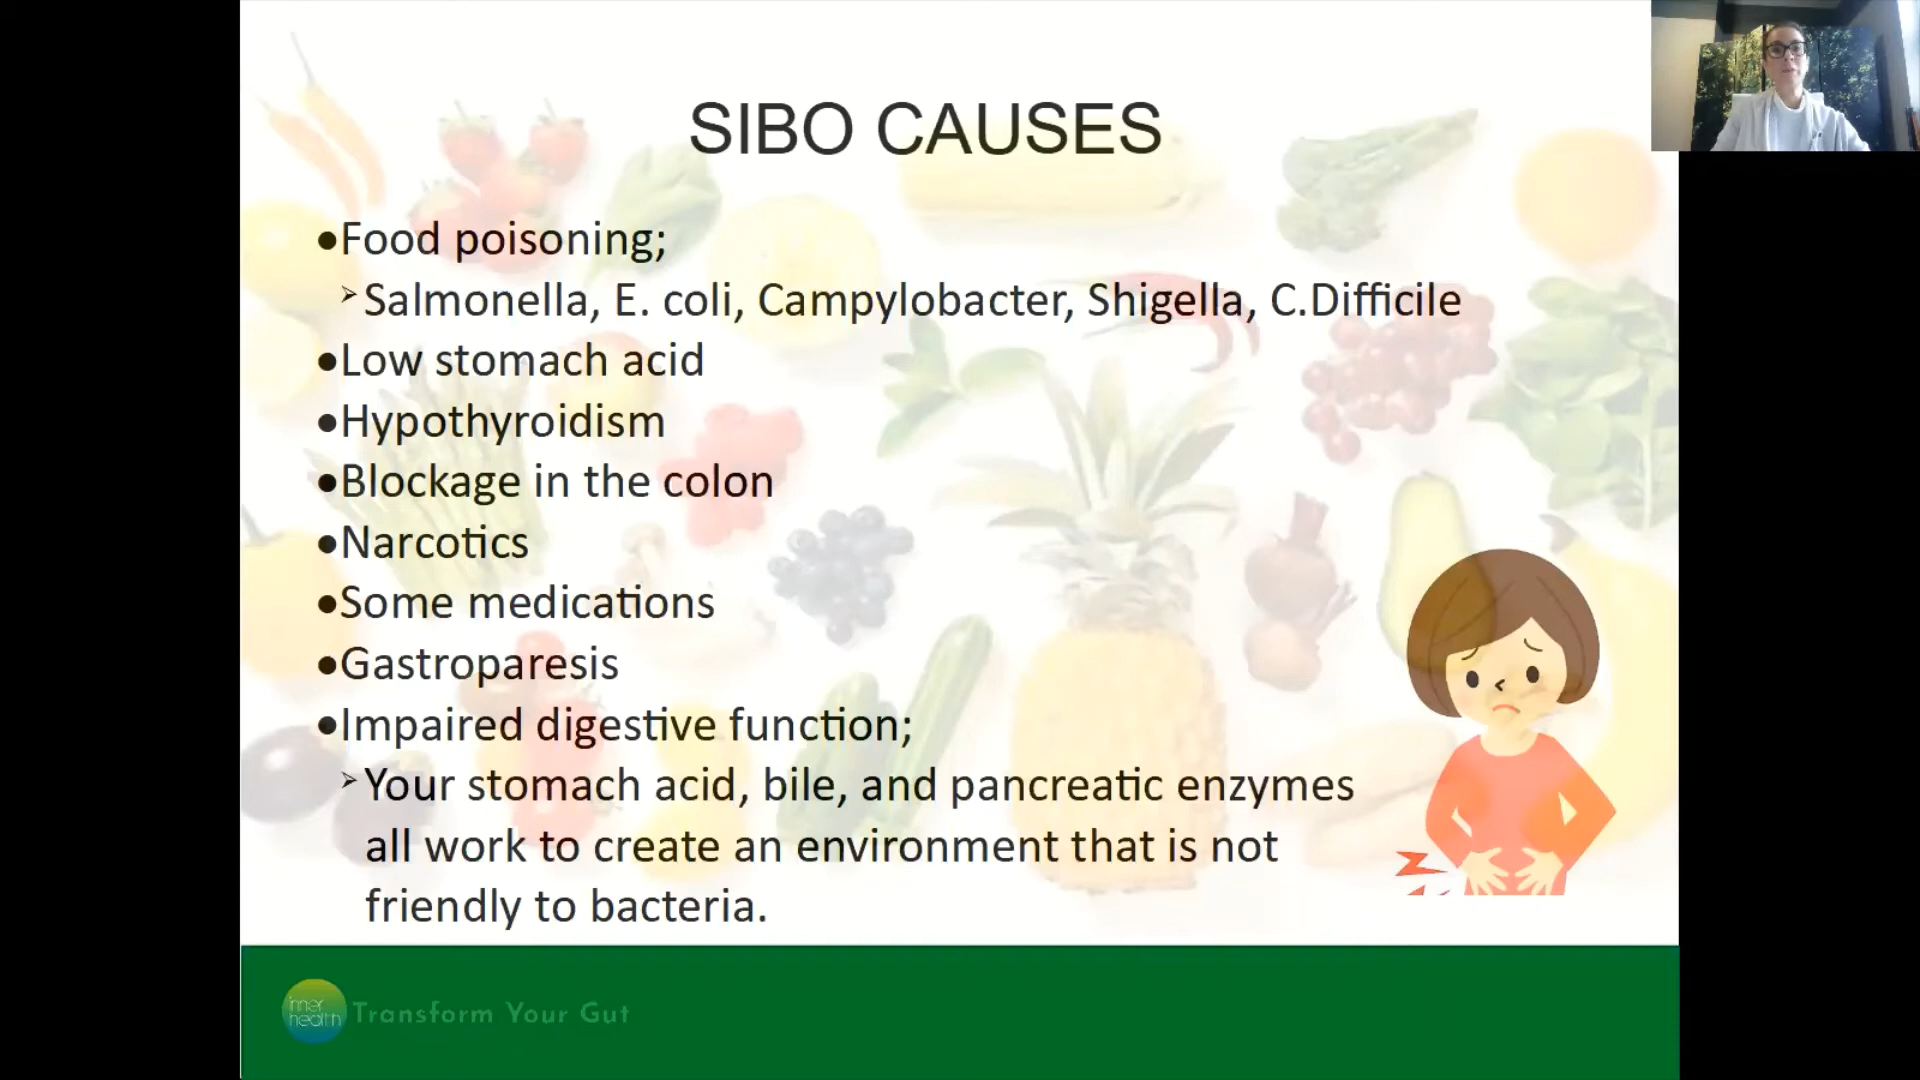 SIBO CAUSES
•Food poisoning;
➢Salmonella, E. coli, Campylobacter, Shigella, C.Difficile
•Low stomach acid
•Hypothyroidism
•Blockage in the colon
•Narcotics
•Some medications
•Gastroparesis
•Impaired digestive function;
➢Your stomach acid, bile, and pancreatic enzymes
all work to create an environment that is not
friendly to bacteria.
inner
health
Transform Your Gut